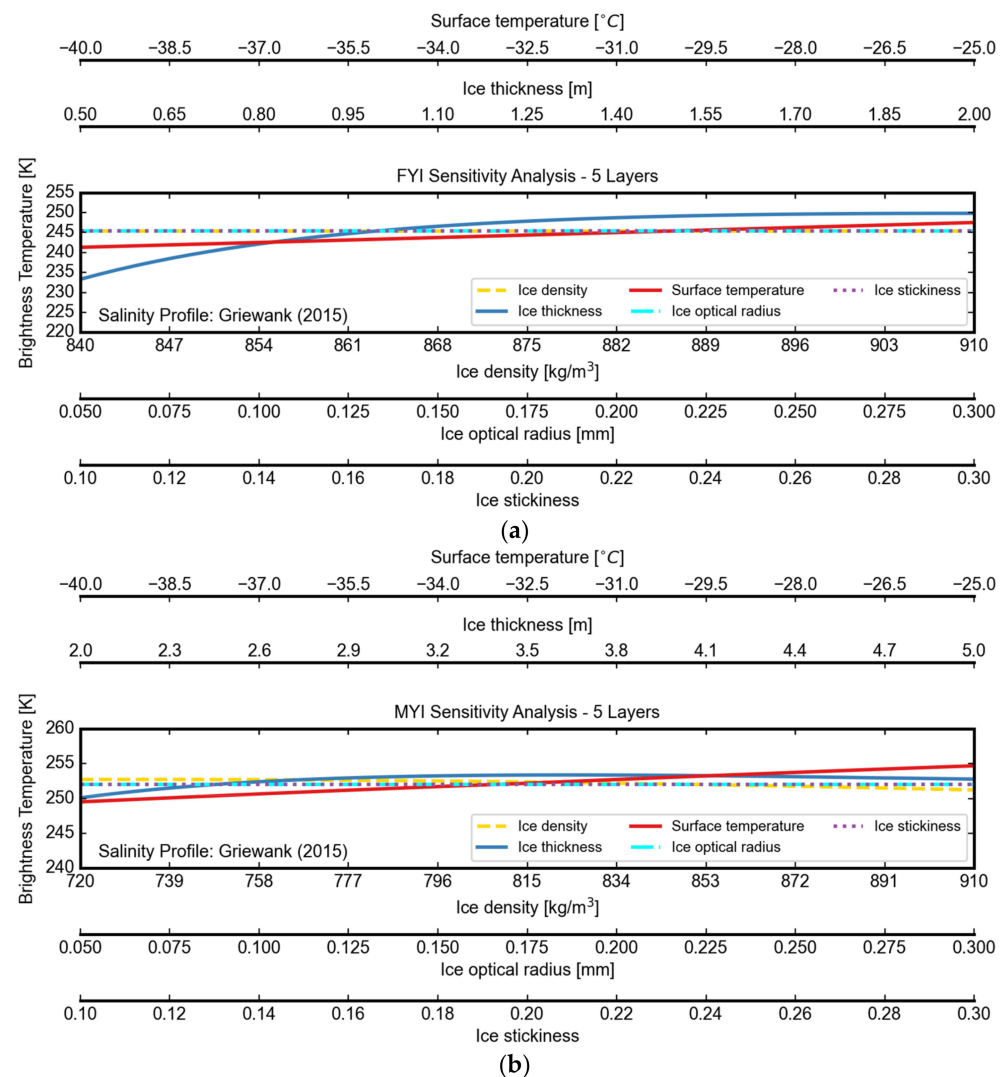 Surface temperature [°C]
−40.0 −38.5 −37.0 −35.5 −34.0 −32.5 −31.0 −29.5 −28.0 −26.5 −25.0
Ice thickness [m]
0.50 0.65 0.80 0.95 1.10 1.25 1.40 1.55 1.70 1.85 2.00
FYI Sensitivity Analysis - 5 Layers
Brightness Temperature [K]
255
250
245
240
235
230
225
220
Ice density Surface temperature Ice stickiness
Ice thickness Ice optical radius
Salinity Profile: Griewank (2015)
840 847 854 861 868 875 882 889 896 903 910
Ice density [kg/m³]
0.050 0.075 0.100 0.125 0.150 0.175 0.200 0.225 0.250 0.275 0.300
Ice optical radius [mm]
0.10 0.12 0.14 0.16 0.18 0.20 0.22 0.24 0.26 0.28 0.30
Ice stickiness
(a)
Surface temperature [°C]
−40.0 −38.5 −37.0 −35.5 −34.0 −32.5 −31.0 −29.5 −28.0 −26.5 −25.0
Ice thickness [m]
2.0 2.3 2.6 2.9 3.2 3.5 3.8 4.1 4.4 4.7 5.0
MYI Sensitivity Analysis - 5 Layers
Brightness Temperature [K]
260
255
250
245
240
Ice density Surface temperature Ice stickiness
Ice thickness Ice optical radius
Salinity Profile: Griewank (2015)
720 739 758 777 796 815 834 853 872 891 910
Ice density [kg/m³]
0.050 0.075 0.100 0.125 0.150 0.175 0.200 0.225 0.250 0.275 0.300
Ice optical radius [mm]
0.10 0.12 0.14 0.16 0.18 0.20 0.22 0.24 0.26 0.28 0.30
Ice stickiness
(b)